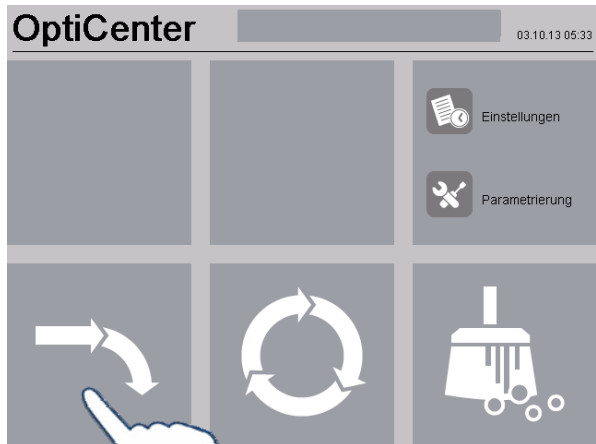 OptiCenter
03.10.13 05:33
Einstellungen
Parametrierung